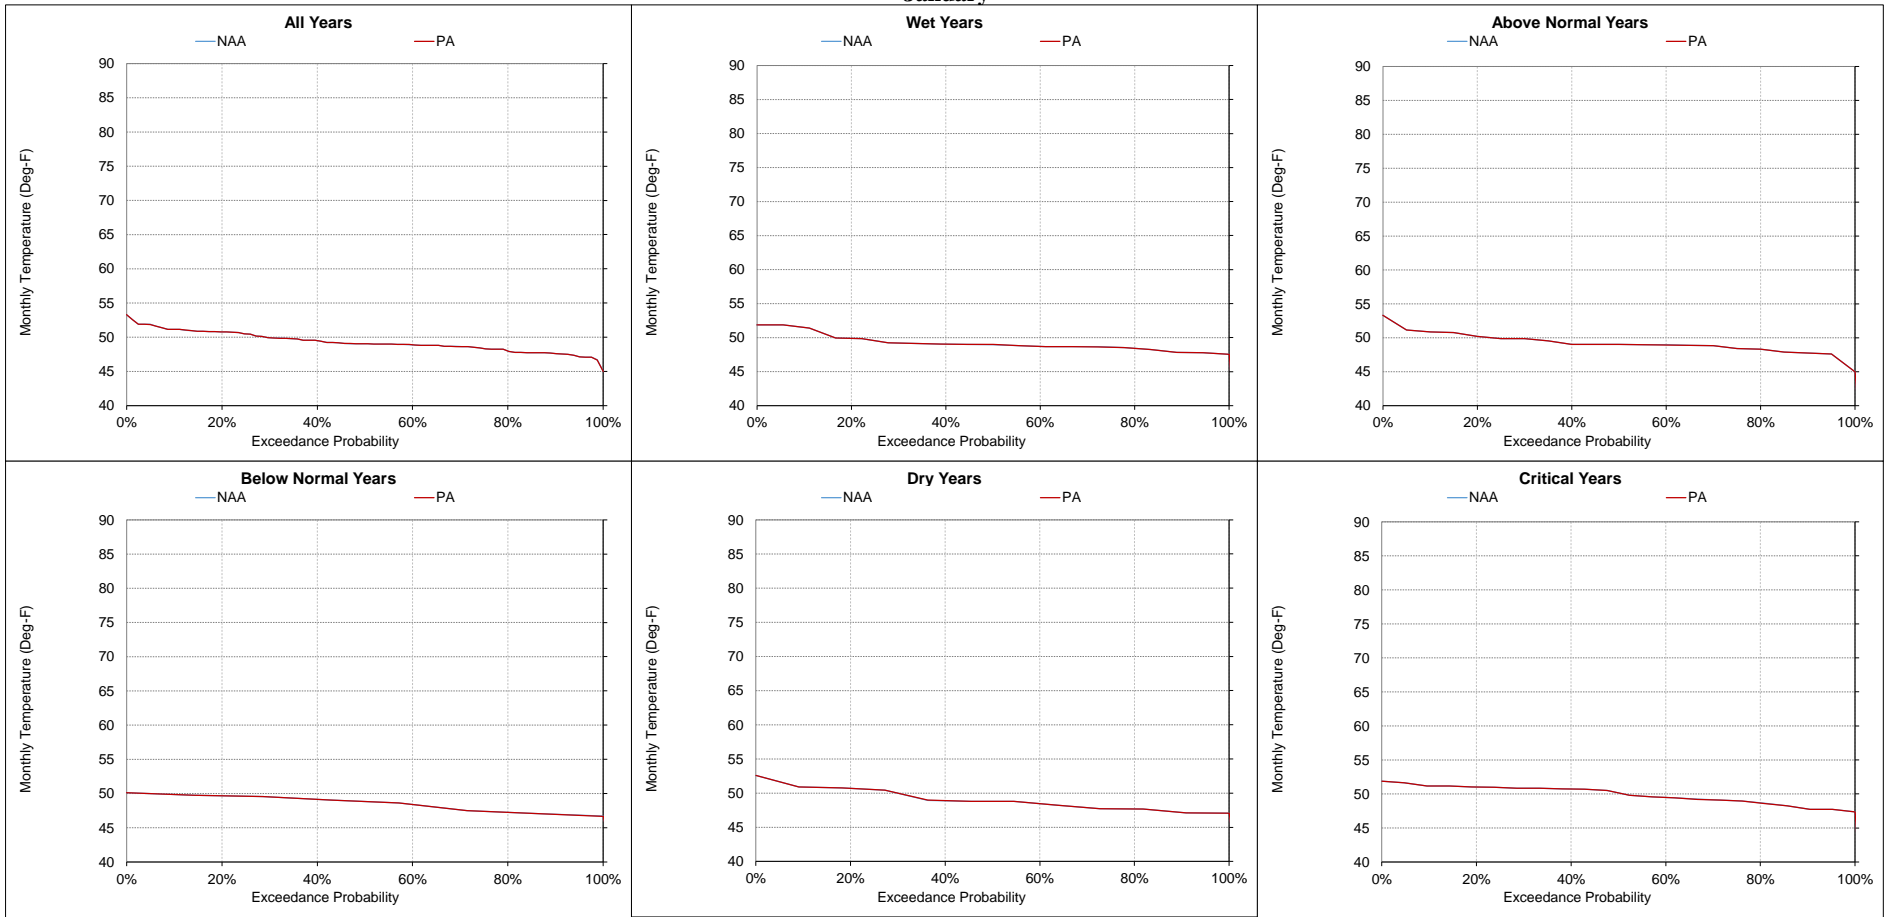 All Years
NAA PA
90
85
80
75
70
65
60
55
50
45
40
0% 20% 40% 60% 80% 100%
Monthly Temperature (Deg-F)
Exceedance Probability
Wet Years
NAA PA
90
85
80
75
70
65
60
55
50
45
40
0% 20% 40% 60% 80% 100%
Monthly Temperature (Deg-F)
Exceedance Probability
Above Normal Years
NAA PA
90
85
80
75
70
65
60
55
50
45
40
0% 20% 40% 60% 80% 100%
Monthly Temperature (Deg-F)
Exceedance Probability
Below Normal Years
NAA PA
90
85
80
75
70
65
60
55
50
45
40
0% 20% 40% 60% 80% 100%
Monthly Temperature (Deg-F)
Exceedance Probability
Dry Years
NAA PA
90
85
80
75
70
65
60
55
50
45
40
0% 20% 40% 60% 80% 100%
Monthly Temperature (Deg-F)
Exceedance Probability
Critical Years
NAA PA
90
85
80
75
70
65
60
55
50
45
40
0% 20% 40% 60% 80% 100%
Monthly Temperature (Deg-F)
Exceedance Probability